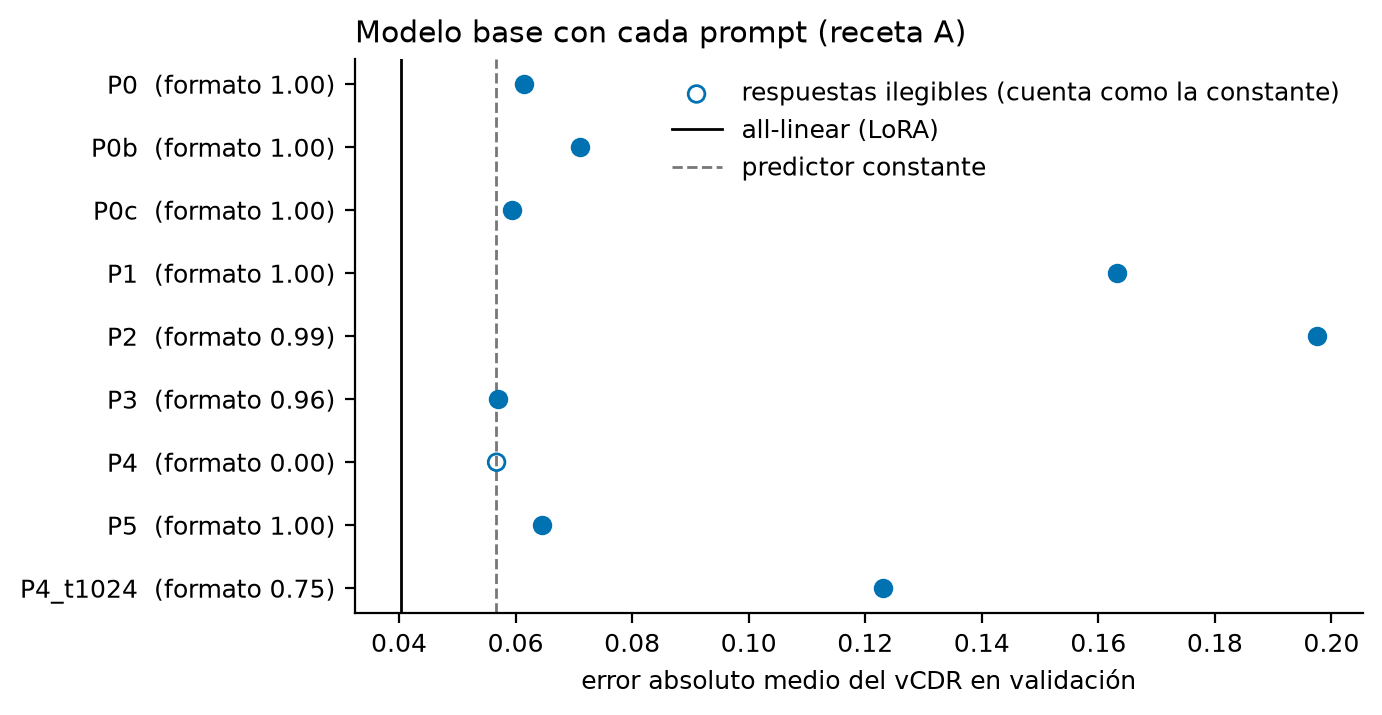 Modelo base con cada prompt (receta A)
P0 (formato 1.00)
P0b (formato 1.00)
P0c (formato 1.00)
P1 (formato 1.00)
P2 (formato 0.99)
P3 (formato 0.96)
P4 (formato 0.00)
P5 (formato 1.00)
P4_t1024 (formato 0.75)
respuestas ilegibles (cuenta como la constante)
all-linear (LoRA)
predictor constante
0.04 0.06 0.08 0.10 0.12 0.14 0.16 0.18 0.20
error absoluto medio del vCDR en validación